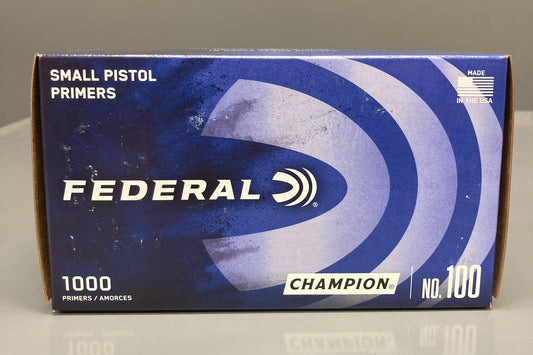 SMALL PISTOL
PRIMERS
MADE
IN THE USA
FEDERAL®
1000
PRIMERS / AMORCES
CHAMPION®
NO. 100